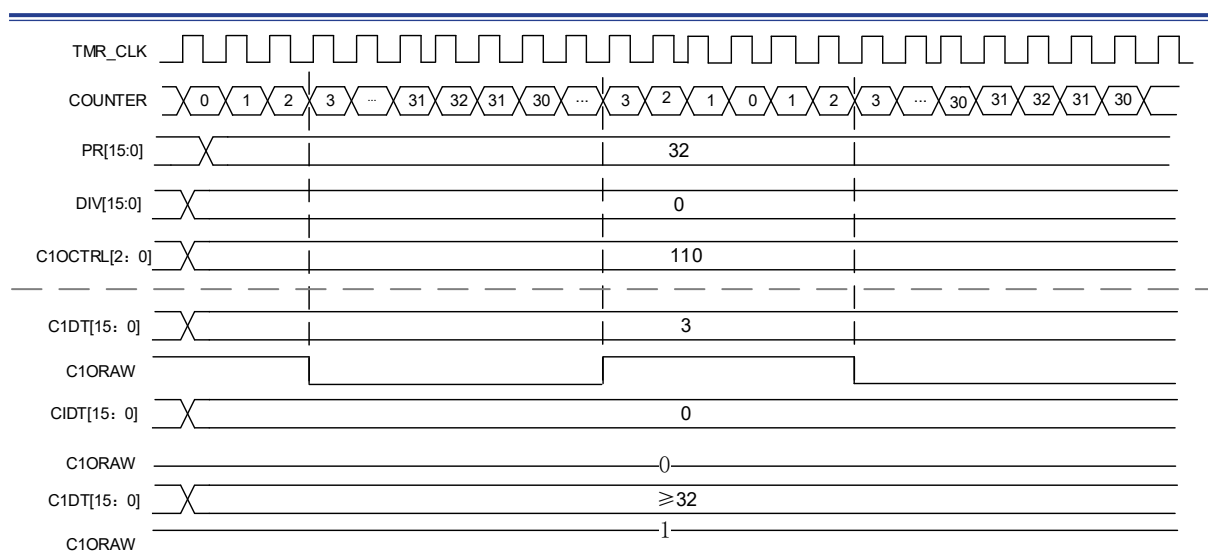 TMR_CLK
COUNTER 0 1 2 3 ... 31 32 31 30 ... 3 2 1 0 1 2 3 ... 30 31 32 31 30
PR[15:0] 32
DIV[15:0] 0
C1OCTRL[2：0] 110
C1DT[15：0] 3
C1ORAW
CIDT[15：0] 0
C1ORAW 0
C1DT[15：0] ≥32
C1ORAW 1